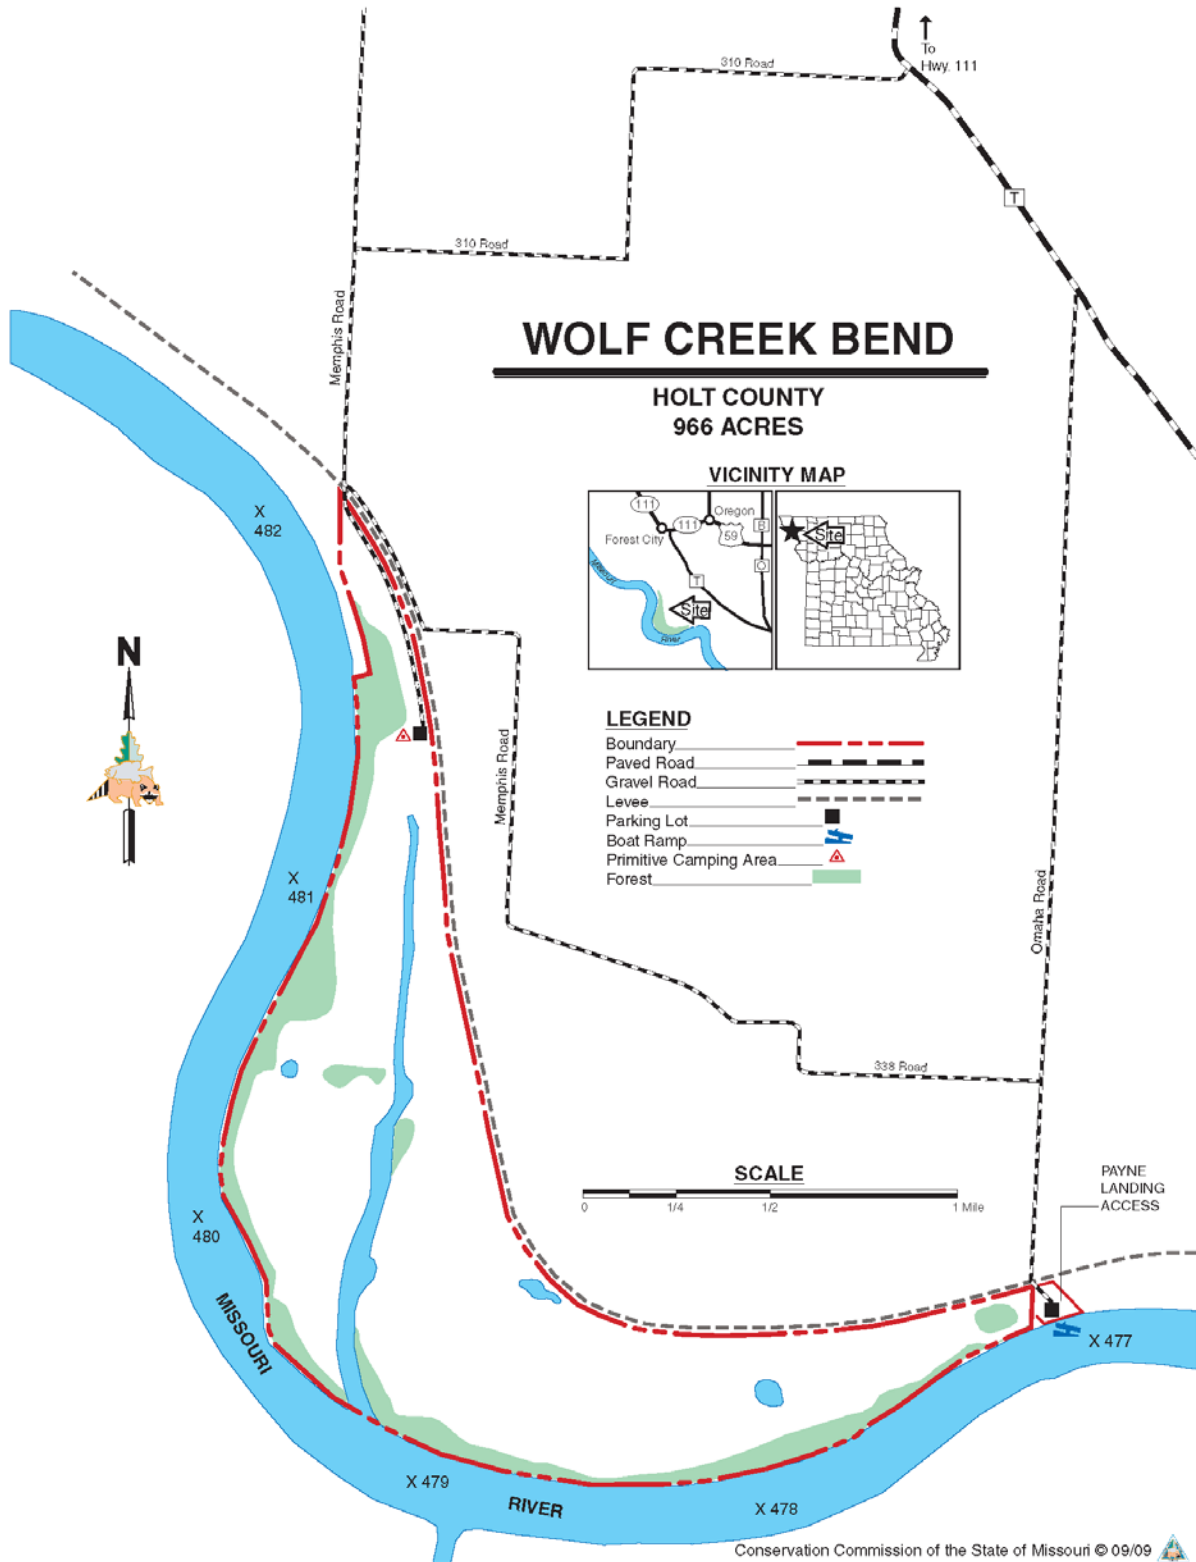 To
Hwy. 111
310 Road
T
310 Road
Memphis Road
WOLF CREEK BEND
HOLT COUNTY
966 ACRES
VICINITY MAP
111
111
Oregon
59
B
Forest City
O
T
Missouri
Site
River
Site
X
482
N
LEGEND
Boundary
Paved Road
Gravel Road
Levee
Parking Lot
Boat Ramp
Primitive Camping Area
Forest
Memphis Road
X
481
Omaha Road
338 Road
SCALE
0 1/4 1/2 1 Mile
PAYNE
LANDING
ACCESS
X
480
MISSOURI
X 477
X 479
RIVER
X 478
Conservation Commission of the State of Missouri © 09/09